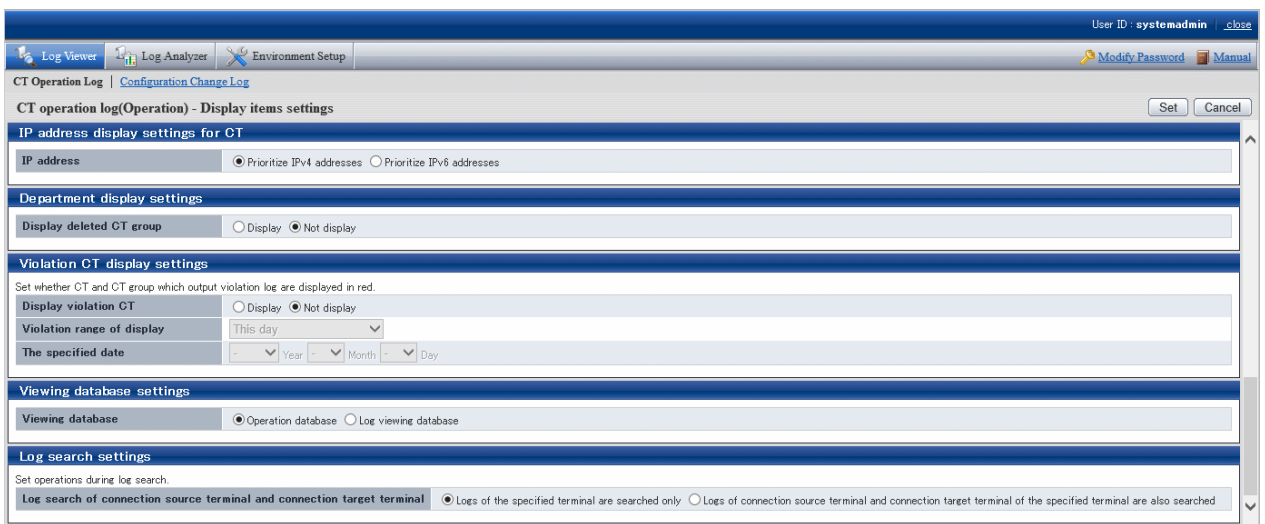 User ID : systemadmin | close
Log Viewer Log Analyzer Environment Setup Modify Password Manual
CT Operation Log | Configuration Change Log
CT operation log(Operation) - Display items settings Set Cancel
IP address display settings for CT
IP address Prioritize IPv4 addresses Prioritize IPv6 addresses
Department display settings
Display deleted CT group Display Not display
Violation CT display settings
Set whether CT and CT group which output violation log are displayed in red.
Display violation CT Display Not display
Violation range of display This day
The specified date - Year - Month - Day
Viewing database settings
Viewing database Operation database Log viewing database
Log search settings
Set operations during log search.
Log search of connection source terminal and connection target terminal Logs of the specified terminal are searched only Logs of connection source terminal and connection target terminal of the specified terminal are also searched